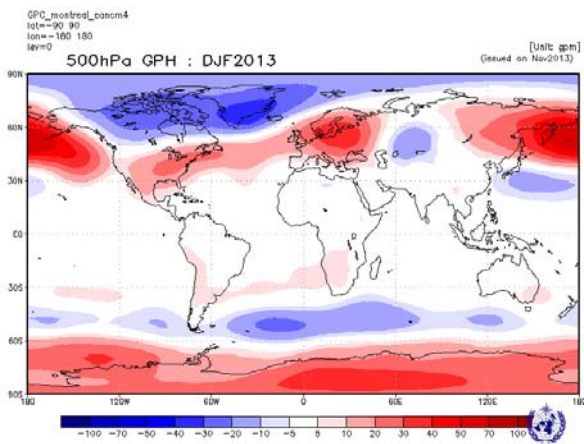 GPC_montreal_cancm4
lat=-90 90
lon=-180 180
lev=0
[Unit: gpm]
500hPa GPH : DJF2013
(issued on Nov2013)
90N
60N
30N
EQ
30S
60S
90S
180 120W 60W 0 60E 120E 180
-100 -70 -50 -40 -30 -20 -10 -5 5 10 20 30 40 50 70 100